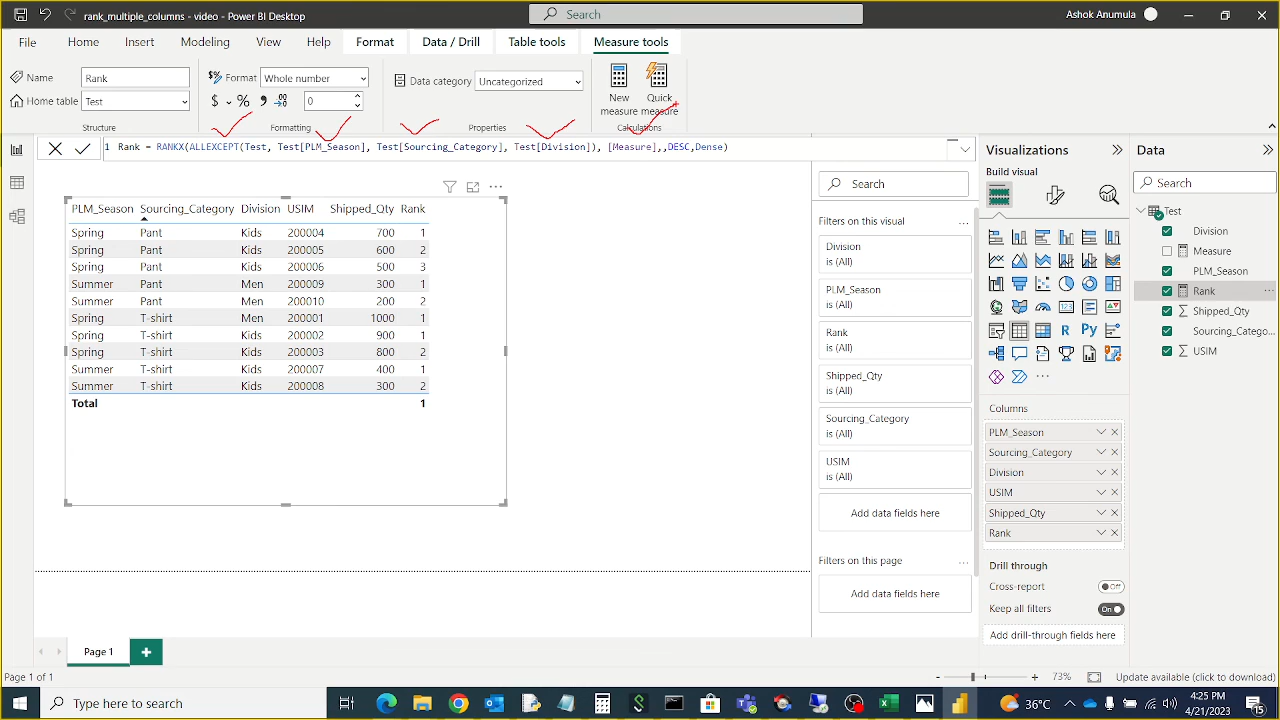 rank_multiple_columns - video - Power BI Desktop
Search
Ashok Anumula
File Home Insert Modeling View Help Format Data / Drill Table tools Measure tools
Name Rank
Home table Test
Structure
Format Whole number
$ % 0
Formatting
Data category Uncategorized
Properties
New measure
Quick measure
Calculations
1 Rank = RANKX(ALLEXCEPT(Test, Test[PLM_Season], Test[Sourcing_Category], Test[Division]), [Measure],,DESC,Dense)
PLM_Season Sourcing_Category Division USIM Shipped_Qty Rank
Spring Pant Kids 200004 700 1
Spring Pant Kids 200005 600 2
Spring Pant Kids 200006 500 3
Summer Pant Men 200009 300 1
Summer Pant Men 200010 200 2
Spring T-shirt Men 200001 1000 1
Spring T-shirt Kids 200002 900 1
Spring T-shirt Kids 200003 800 2
Summer T-shirt Kids 200007 400 1
Summer T-shirt Kids 200008 300 2
Total 1
Search
Filters on this visual ...
Division
is (All)
PLM_Season
is (All)
Rank
is (All)
Shipped_Qty
is (All)
Sourcing_Category
is (All)
USIM
is (All)
Add data fields here
Filters on this page ...
Add data fields here
Visualizations
Build visual
R Py
...
Columns
PLM_Season
Sourcing_Category
Division
USIM
Shipped_Qty
Rank
Drill through
Cross-report Off
Keep all filters On
Add drill-through fields here
Data
Search
Test
Division
Measure
PLM_Season
Rank ...
Shipped_Qty
Sourcing_Catego...
USIM
Page 1
Page 1 of 1
73%
Update available (click to download)
Type here to search
36°C
4:25 PM
4/21/2023
15